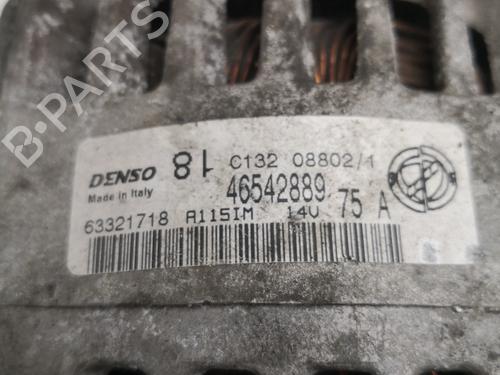 DENSO 81 C132 08802/1
Made in Italy 46542889
63321718 A115IM 14V 75 A
B-PARTS